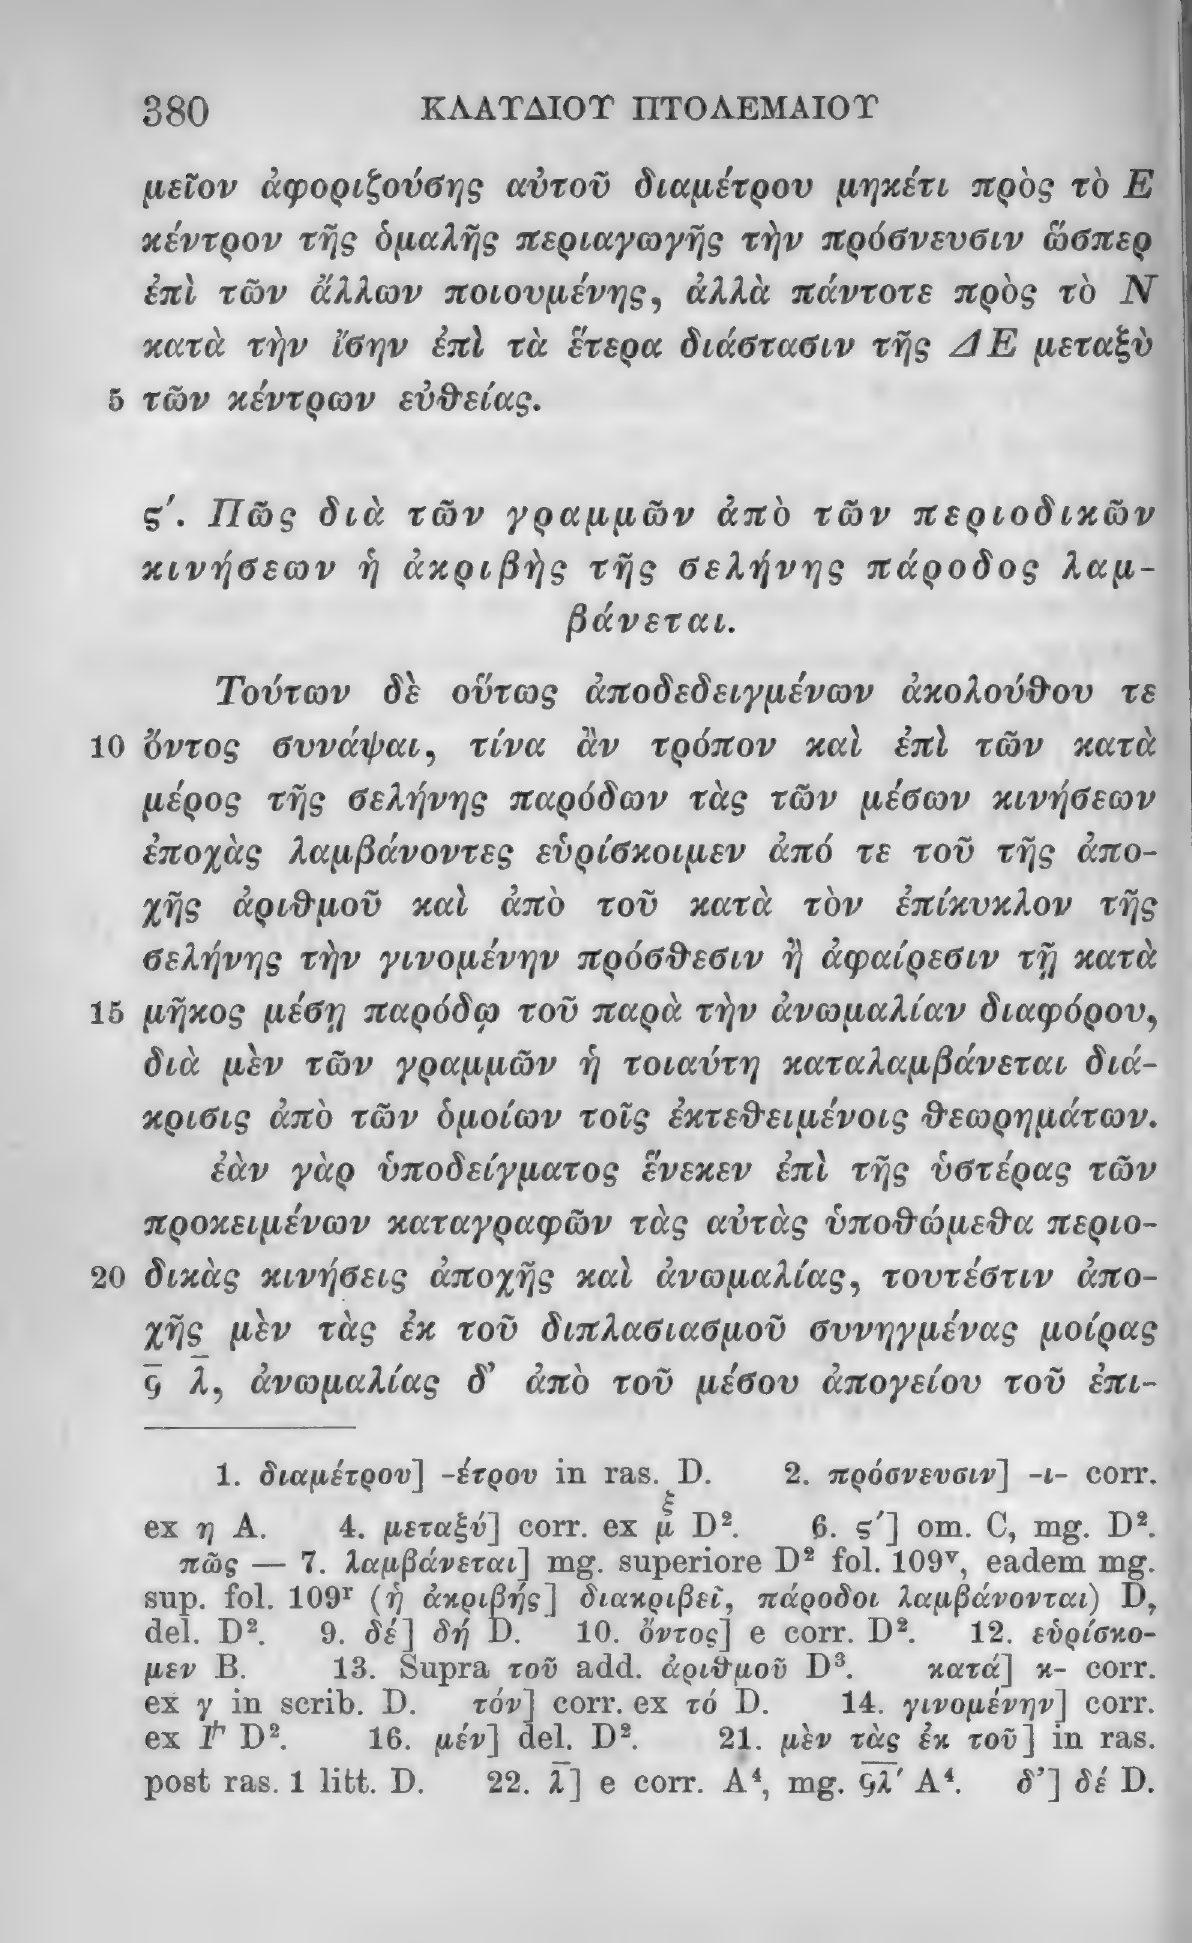 380 ΚΛΑΥΔΙΟΥ ΠΤΟΛΕΜΑΙΟΥ
μεῖον ἀφοριζούσης αὐτοῦ διαμέτρου μηκέτι πρὸς τὸ Ε
κέντρον τῆς ὁμαλῆς περιαγωγῆς τὴν πρόσνευσιν ὥσπερ
ἐπὶ τῶν ἄλλων ποιουμένης, ἀλλὰ πάντοτε πρὸς τὸ Ν
κατὰ τὴν ἴσην ἐπὶ τὰ ἕτερα διάστασιν τῆς ΔΕ μεταξὺ
5 τῶν κέντρων εὐθείας.
ϛʹ. Πῶς διὰ τῶν γραμμῶν ἀπὸ τῶν περιοδικῶν
κινήσεων ἡ ἀκριβὴς τῆς σελήνης πάροδος λαμ-
βάνεται.
Τούτων δὲ οὕτως ἀποδεδειγμένων ἀκολούθου τε
10 ὄντος συνάψαι, τίνα ἂν τρόπον καὶ ἐπὶ τῶν κατὰ
μέρος τῆς σελήνης παρόδων τὰς τῶν μέσων κινήσεων
ἐποχὰς λαμβάνοντες εὑρίσκοιμεν ἀπό τε τοῦ τῆς ἀπο-
χῆς ἀριθμοῦ καὶ ἀπὸ τοῦ κατὰ τὸν ἐπίκυκλον τῆς
σελήνης τὴν γινομένην πρόσθεσιν ἢ ἀφαίρεσιν τῇ κατὰ
15 μῆκος μέσῃ παρόδῳ τοῦ παρὰ τὴν ἀνωμαλίαν διαφόρου,
διὰ μὲν τῶν γραμμῶν ἡ τοιαύτη καταλαμβάνεται διά-
κρισις ἀπὸ τῶν ὁμοίων τοῖς ἐκτεθειμένοις θεωρημάτων.
ἐὰν γὰρ ὑποδείγματος ἕνεκεν ἐπὶ τῆς ὑστέρας τῶν
προκειμένων καταγραφῶν τὰς αὐτὰς ὑποθώμεθα περιο-
20 δικὰς κινήσεις ἀποχῆς καὶ ἀνωμαλίας, τουτέστιν ἀπο-
χῆς μὲν τὰς ἐκ τοῦ διπλασιασμοῦ συνηγμένας μοίρας
ϟ̄ λ̄, ἀνωμαλίας δ’ ἀπὸ τοῦ μέσου ἀπογείου τοῦ ἐπι-
1. διαμέτρου] -έτρου in ras. D. 2. πρόσνευσιν] -ι- corr.
ex η A. 4. μεταξύ] corr. ex μ^ξ D². 6. ϛʹ] om. C, mg. D².
πῶς — 7. λαμβάνεται] mg. superiore D² fol. 109ᵛ, eadem mg.
sup. fol. 109ʳ (ἡ ἀκριβής] διακριβεῖ, πάροδοι λαμβάνονται) D,
del. D². 9. δέ] δή D. 10. ὄντος] e corr. D². 12. εὑρίσκο-
μεν B. 13. Supra τοῦ add. ἀριθμοῦ D³. κατά] κ- corr.
ex γ in scrib. D. τόν] corr. ex τό D. 14. γινομένην] corr.
ex D². 16. μέν] del. D². 21. μὲν τὰς ἐκ τοῦ] in ras.
post ras. 1 litt. D. 22. λ̄] e corr. A⁴, mg. ϟ̄λ̄ʹ A⁴. δ’] δέ D.